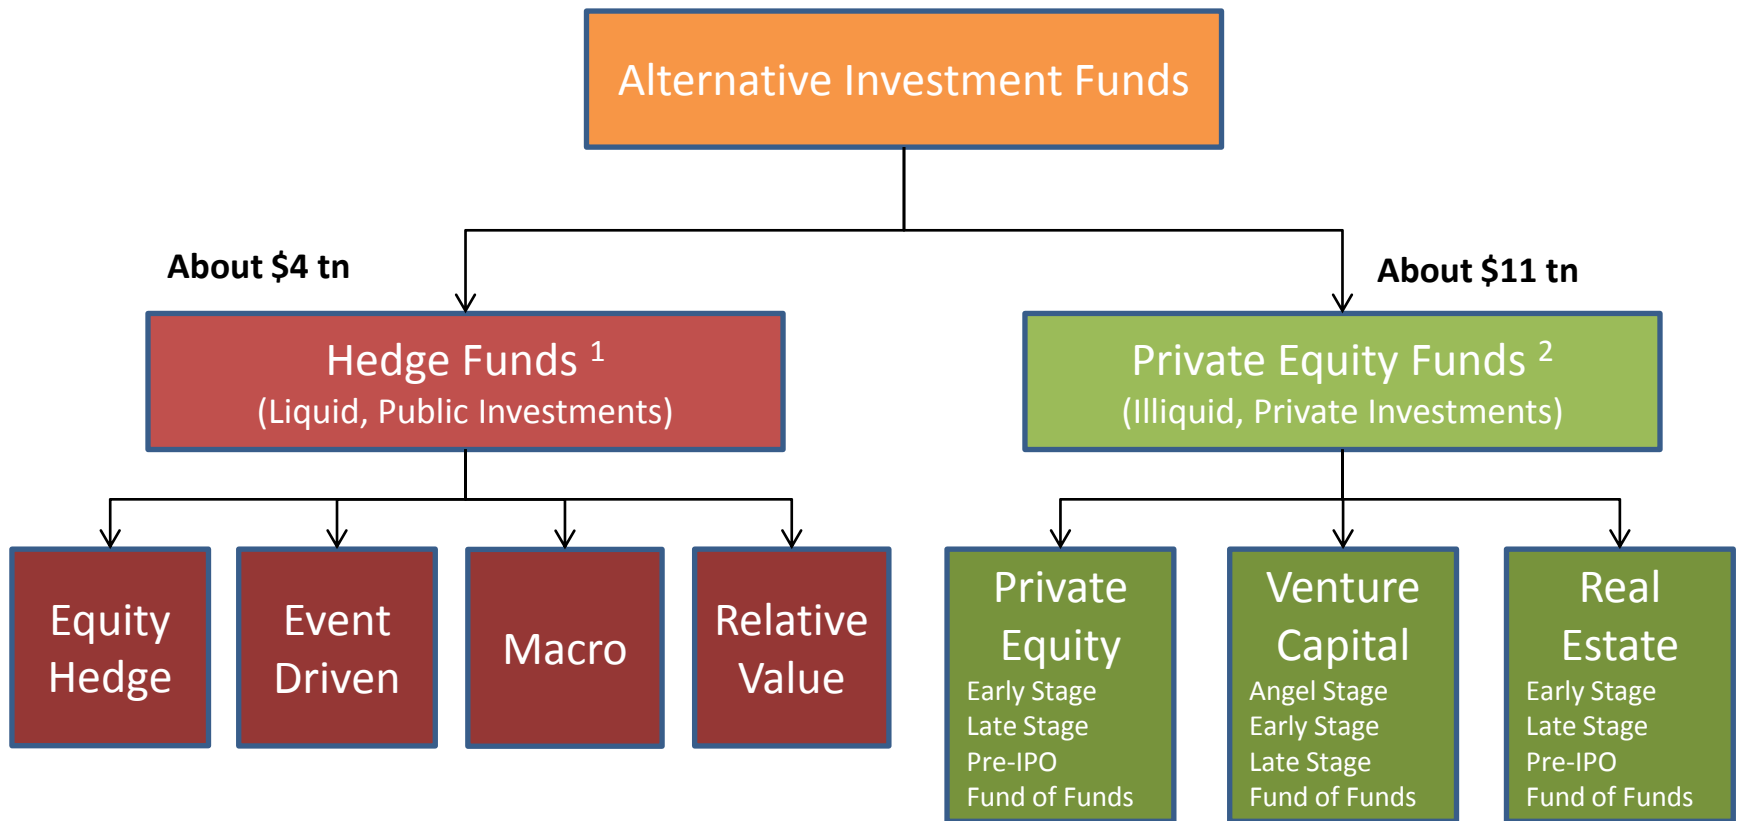 Alternative Investment Funds
About $4 tn
About $11 tn
Hedge Funds ¹
(Liquid, Public Investments)
Private Equity Funds ²
(Illiquid, Private Investments)
Equity
Hedge
Event
Driven
Macro
Relative
Value
Private
Equity
Early Stage
Late Stage
Pre-IPO
Fund of Funds
Venture
Capital
Angel Stage
Early Stage
Late Stage
Fund of Funds
Real
Estate
Early Stage
Late Stage
Pre-IPO
Fund of Funds